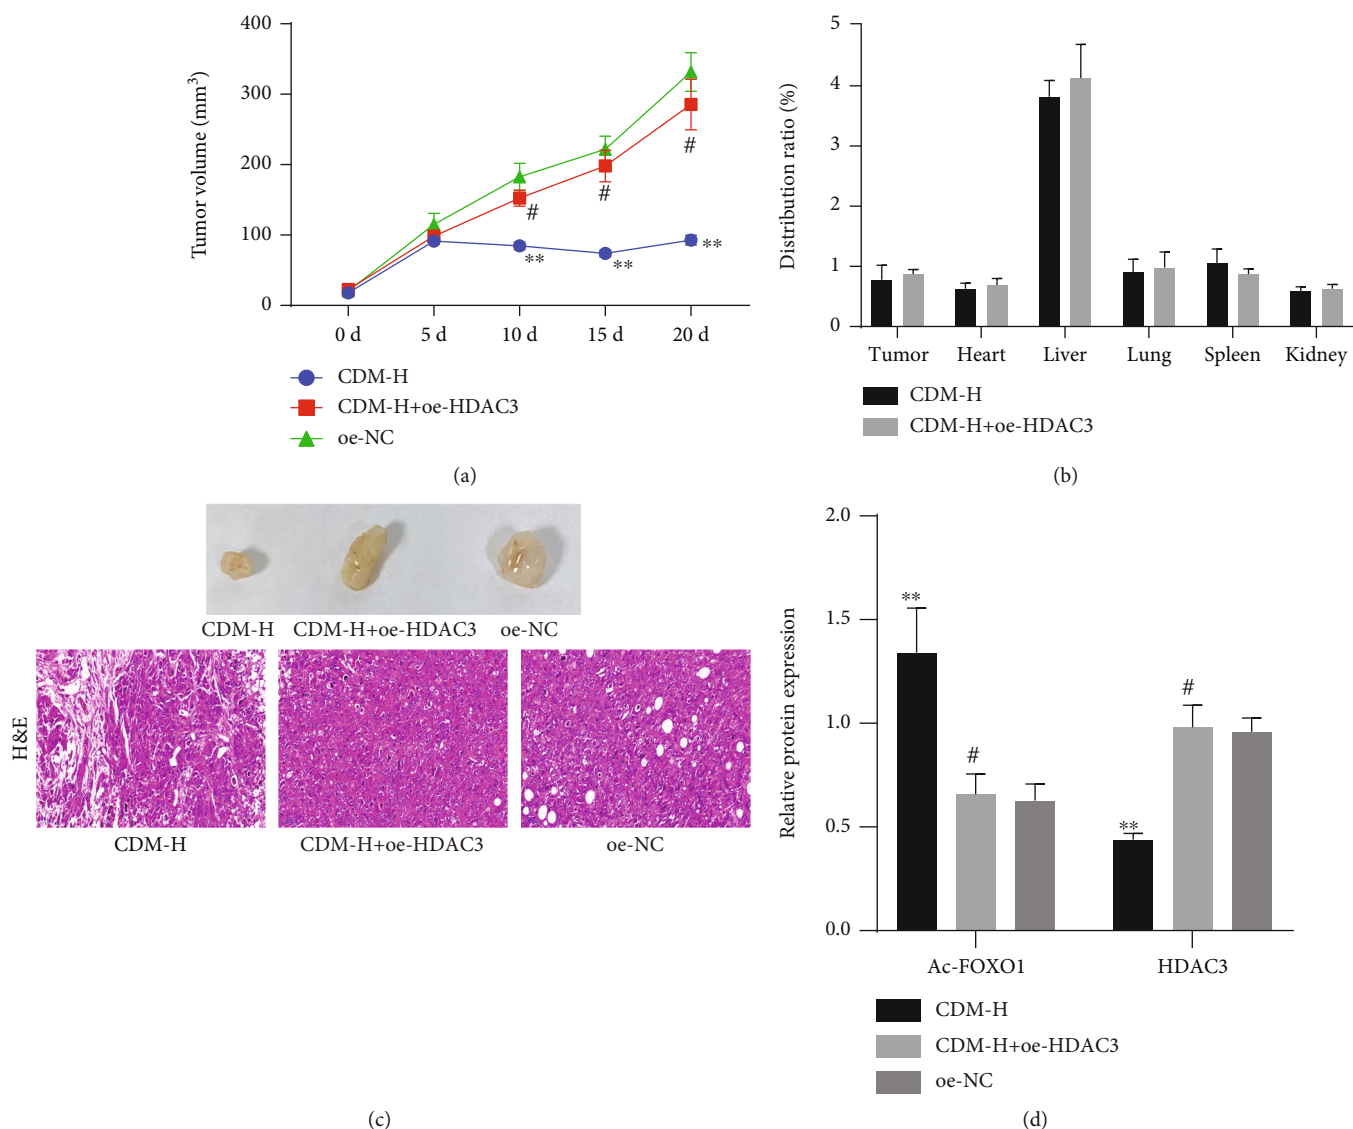 400
300
200
100
0
Tumor volume (mm³)
#
#
#
**
**
**
0 d 5 d 10 d 15 d 20 d
CDM-H
CDM-H+oe-HDAC3
oe-NC
(a)
5
4
3
2
1
0
Distribution ratio (%)
Tumor Heart Liver Lung Spleen Kidney
CDM-H
CDM-H+oe-HDAC3
(b)
CDM-H CDM-H+oe-HDAC3 oe-NC
H&E
CDM-H CDM-H+oe-HDAC3 oe-NC
(c)
2.0
1.5
1.0
0.5
0.0
Relative protein expression
**
#
**
#
Ac-FOXO1 HDAC3
CDM-H
CDM-H+oe-HDAC3
oe-NC
(d)